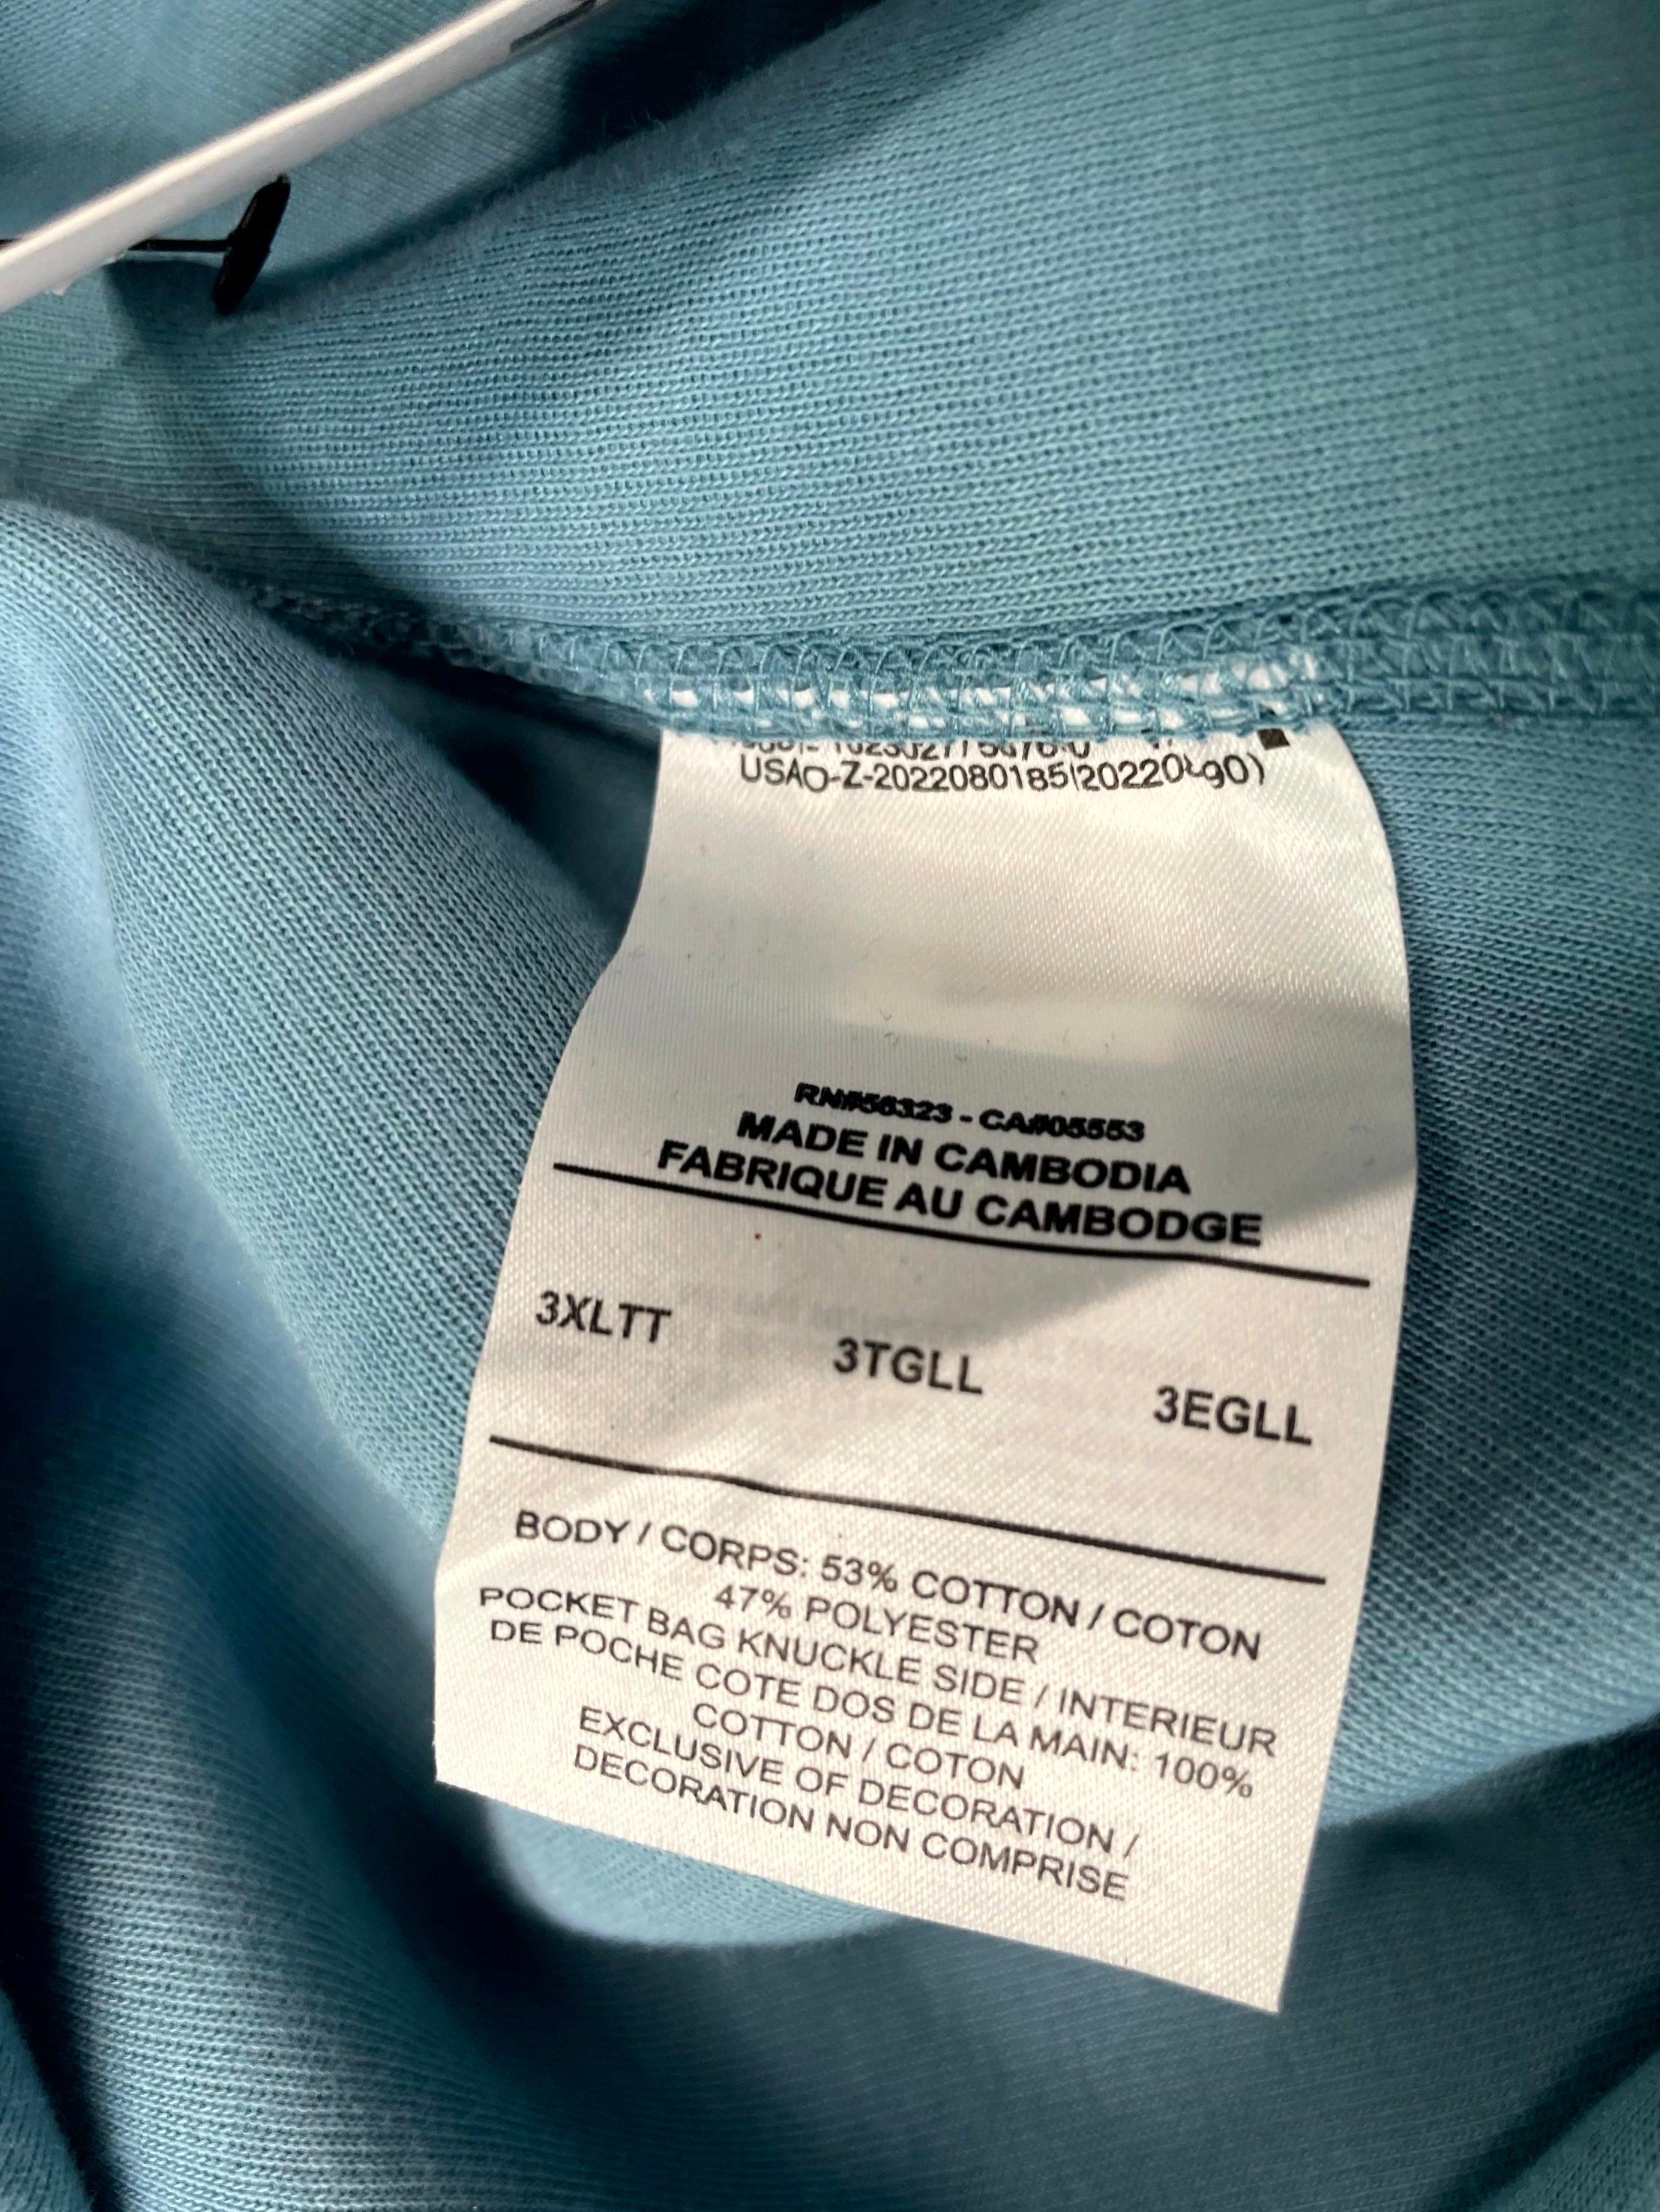 USAO-Z-2022080185(20220
RN#56323 - CA#05553
MADE IN CAMBODIA
FABRIQUE AU CAMBODGE
3XLTT 3TGLL 3EGLL
BODY / CORPS: 53% COTTON / COTON
47% POLYESTER
POCKET BAG KNUCKLE SIDE / INTERIEUR
DE POCHE COTE DOS DE LA MAIN: 100%
COTTON / COTON
EXCLUSIVE OF DECORATION /
DECORATION NON COMPRISE